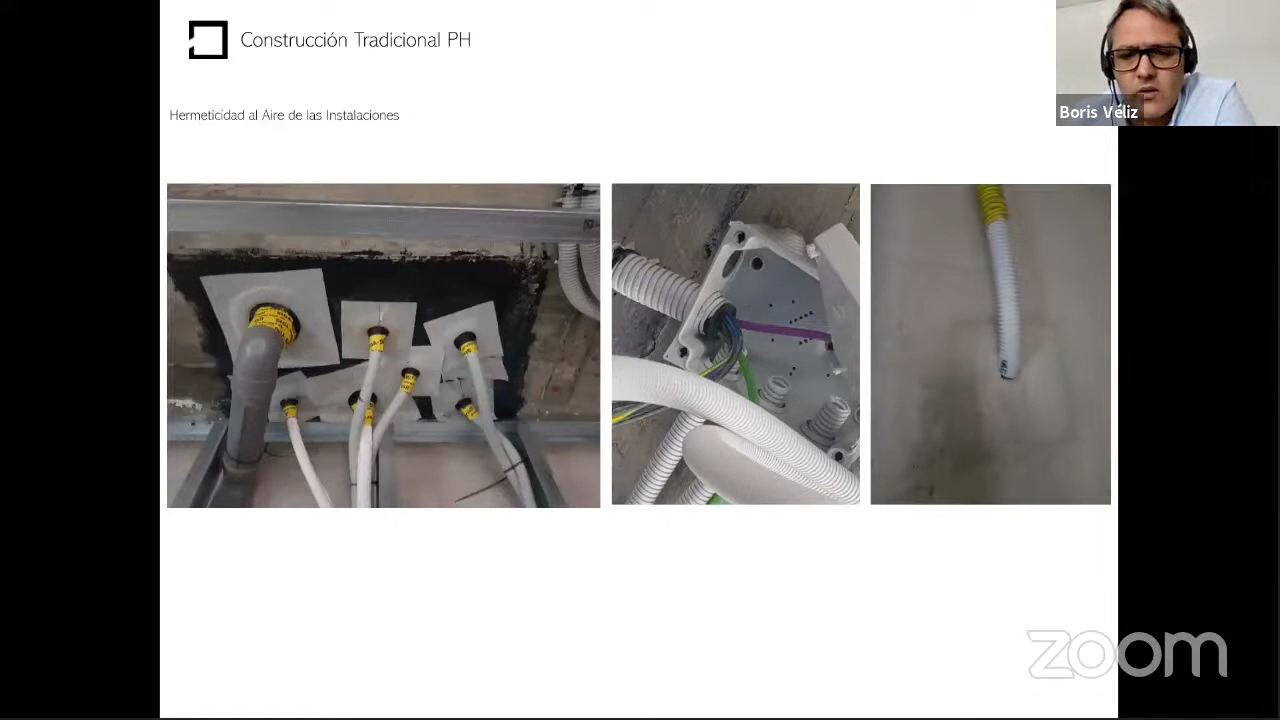 Construcción Tradicional PH
Boris Véliz
Hermeticidad al Aire de las Instalaciones
zoom